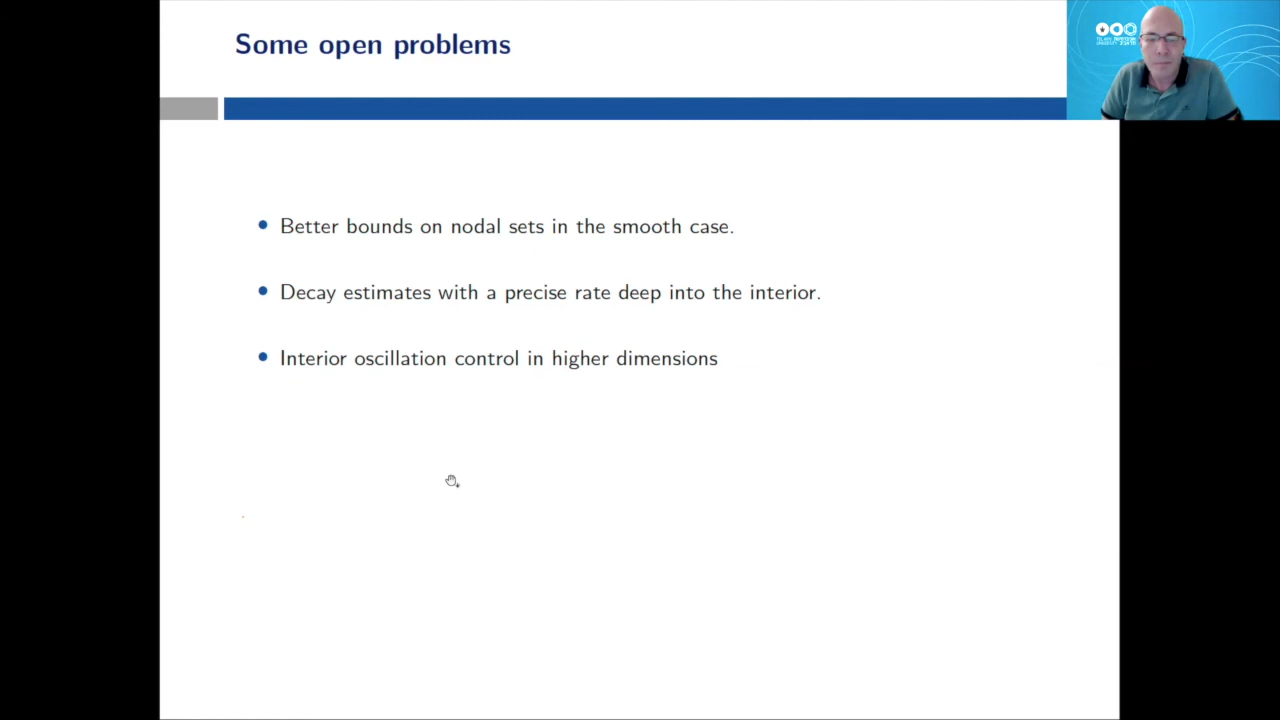 Some open problems
Better bounds on nodal sets in the smooth case.
Decay estimates with a precise rate deep into the interior.
Interior oscillation control in higher dimensions